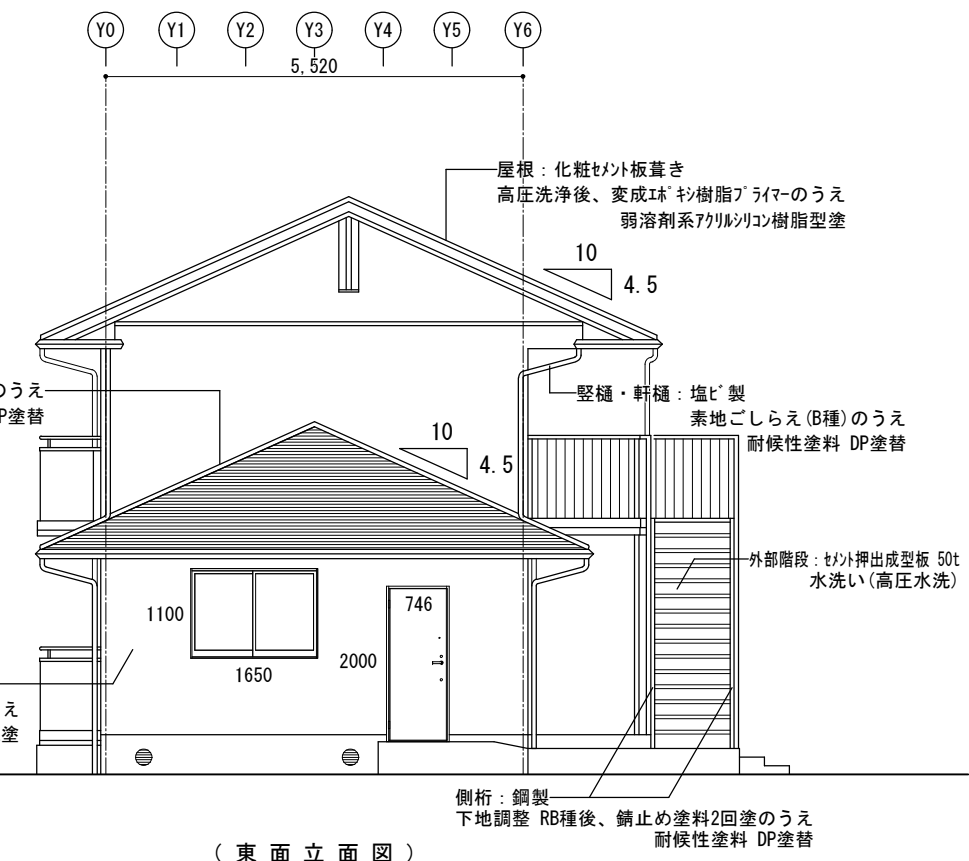 Y0 Y1 Y2 Y3 Y4 Y5 Y6
5,520
屋根：化粧ｾﾒﾝﾄ板葺き
高圧洗浄後、変成ｴﾎﾟｷｼ樹脂ﾌﾟﾗｲﾏｰのうえ
弱溶剤系ｱｸﾘﾙｼﾘｺﾝ樹脂型塗
10
4.5
のうえ
P塗替
竪樋・軒樋：塩ﾋﾞ製
素地ごしらえ(B種)のうえ
耐候性塗料 DP塗替
10
4.5
外部階段：ｾﾒﾝﾄ押出成型板 50t
水洗い(高圧水洗)
1100
1650
746
2000
え
塗
側桁：鋼製
下地調整 RB種後、錆止め塗料2回塗のうえ
耐候性塗料 DP塗替
(東面立面図)